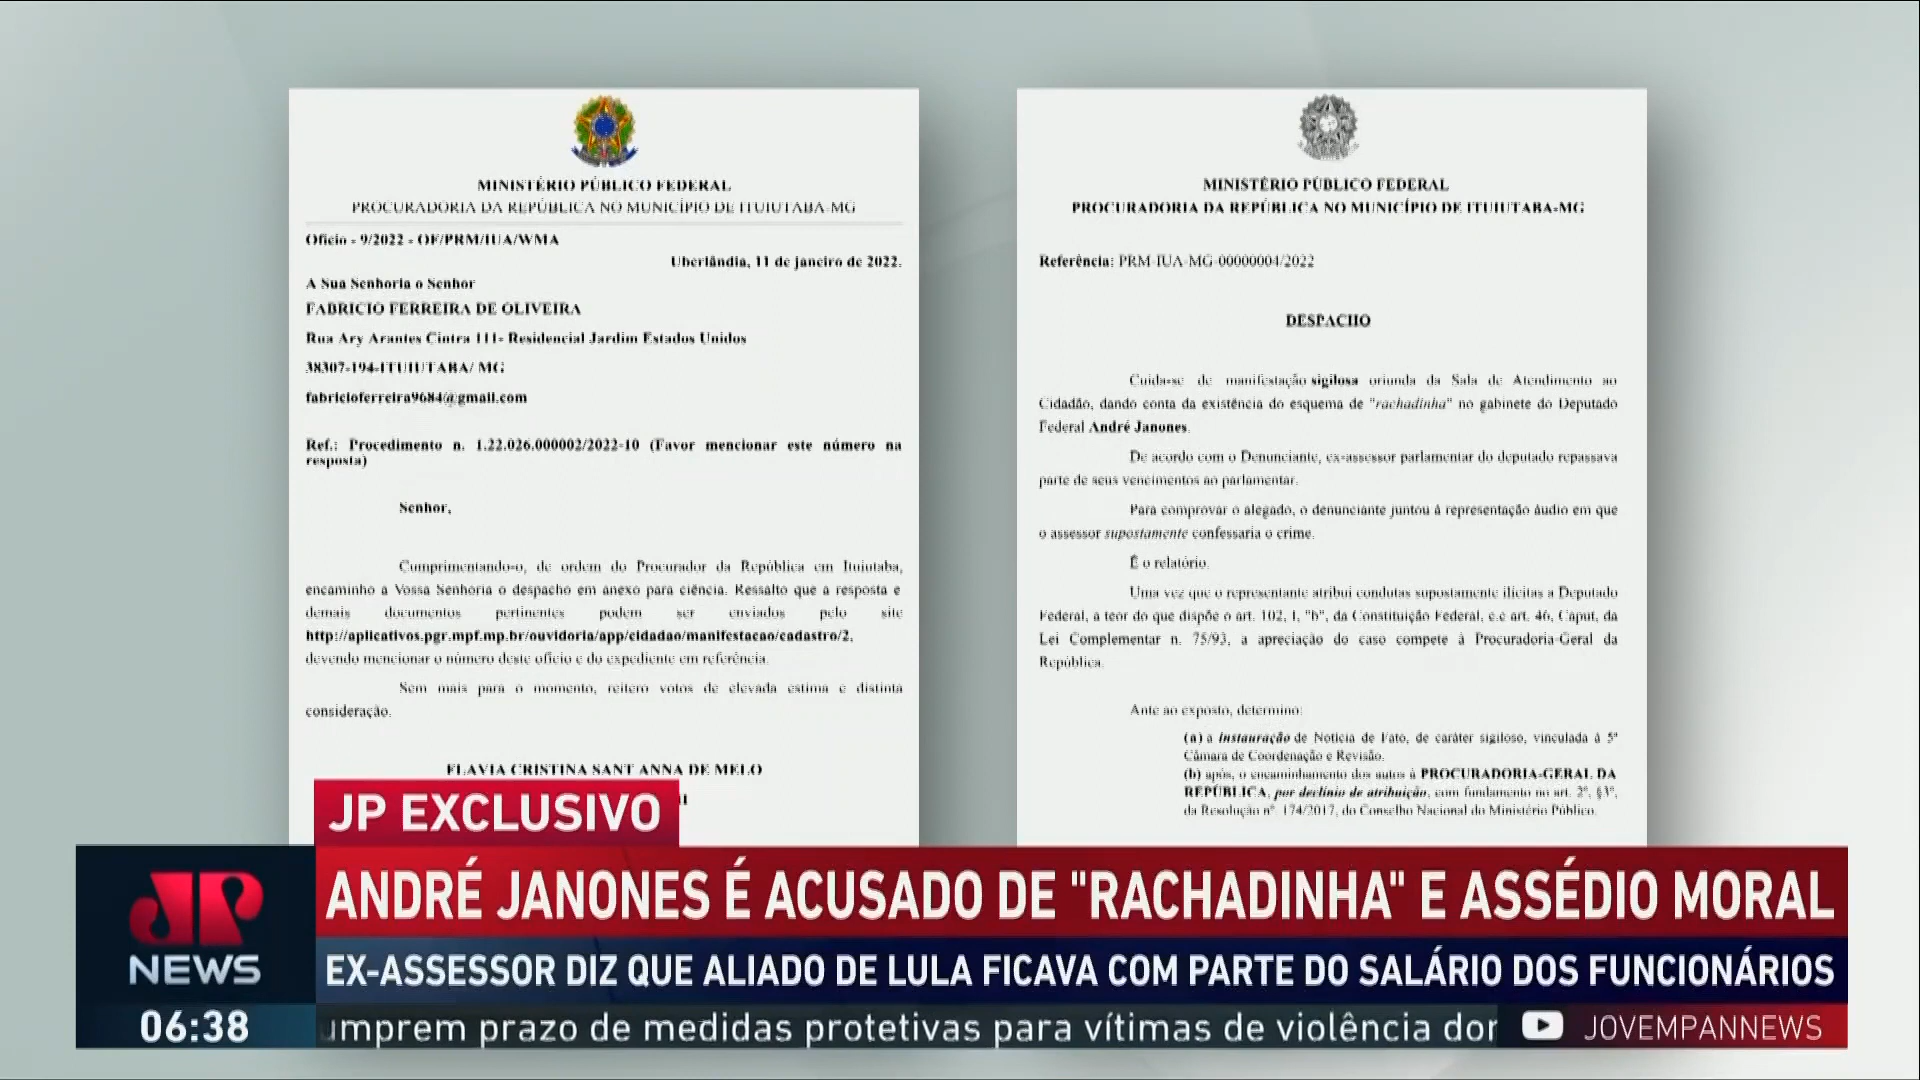 MINISTÉRIO PÚBLICO FEDERAL
PROCURADORIA DA REPÚBLICA NO MUNICÍPIO DE ITUIUTABA-MG
Ofício - 9/2022 - OF/PRM/IUA/WMA
Uberlândia, 11 de janeiro de 2022.
A Sua Senhoria o Senhor
FABRICIO FERREIRA DE OLIVEIRA
Rua Ary Arantes Cintra 111- Residencial Jardim Estados Unidos
38307-194-ITUIUTABA/ MG
fabricioferreira9684@gmail.com
Ref.: Procedimento n. 1.22.026.000002/2022-10 (Favor mencionar este número na
resposta)
Senhor,
Cumprimentando-o, de ordem do Procurador da República em Ituiutaba,
encaminho a Vossa Senhoria o despacho em anexo para ciência. Ressalto que a resposta e
demais documentos pertinentes podem ser enviados pelo site
http://aplicativos.pgr.mpf.mp.br/ouvidoria/app/cidadao/manifestacao/cadastro/2,
devendo mencionar o número deste ofício e do expediente em referência.
Sem mais para o momento, reitero votos de elevada estima e distinta
consideração.
FLAVIA CRISTINA SANT ANNA DE MELO
MINISTÉRIO PÚBLICO FEDERAL
PROCURADORIA DA REPÚBLICA NO MUNICÍPIO DE ITUIUTABA-MG
Referência: PRM-IUA-MG-00000004/2022
DESPACHO
Cuida-se de manifestação sigilosa oriunda da Sala de Atendimento ao
Cidadão, dando conta da existência do esquema de "rachadinha" no gabinete do Deputado
Federal André Janones.
De acordo com o Denunciante, ex-assessor parlamentar do deputado repassava
parte de seus vencimentos ao parlamentar.
Para comprovar o alegado, o denunciante juntou à representação áudio em que
o assessor supostamente confessaria o crime.
É o relatório.
Uma vez que o representante atribui condutas supostamente ilícitas a Deputado
Federal, a teor do que dispõe o art. 102, I, "b", da Constituição Federal, c.c art. 46, Caput, da
Lei Complementar n. 75/93, a apreciação do caso compete à Procuradoria-Geral da
República.
Ante ao exposto, determino:
(a) a instauração de Notícia de Fato, de caráter sigiloso, vinculada à 5ª
Câmara de Coordenação e Revisão.
(b) após, o encaminhamento dos autos à PROCURADORIA-GERAL DA
REPÚBLICA, por declínio de atribuição, com fundamento no art. 2º, §3º,
da Resolução nº 174/2017, do Conselho Nacional do Ministério Público.
JP EXCLUSIVO
ANDRÉ JANONES É ACUSADO DE "RACHADINHA" E ASSÉDIO MORAL
EX-ASSESSOR DIZ QUE ALIADO DE LULA FICAVA COM PARTE DO SALÁRIO DOS FUNCIONÁRIOS
JP
NEWS
06:38
umprem prazo de medidas protetivas para vítimas de violência dor
JOVEMPANNEWS